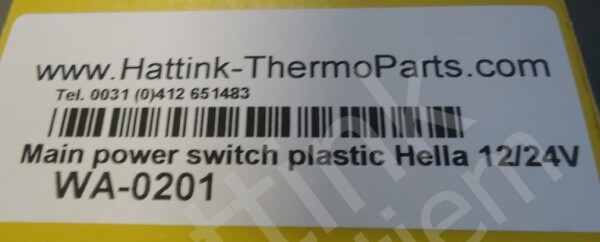 www.Hattink-ThermoParts.com
Tel. 0031 (0)412 651483
Main power switch plastic Hella 12/24V
WA-0201